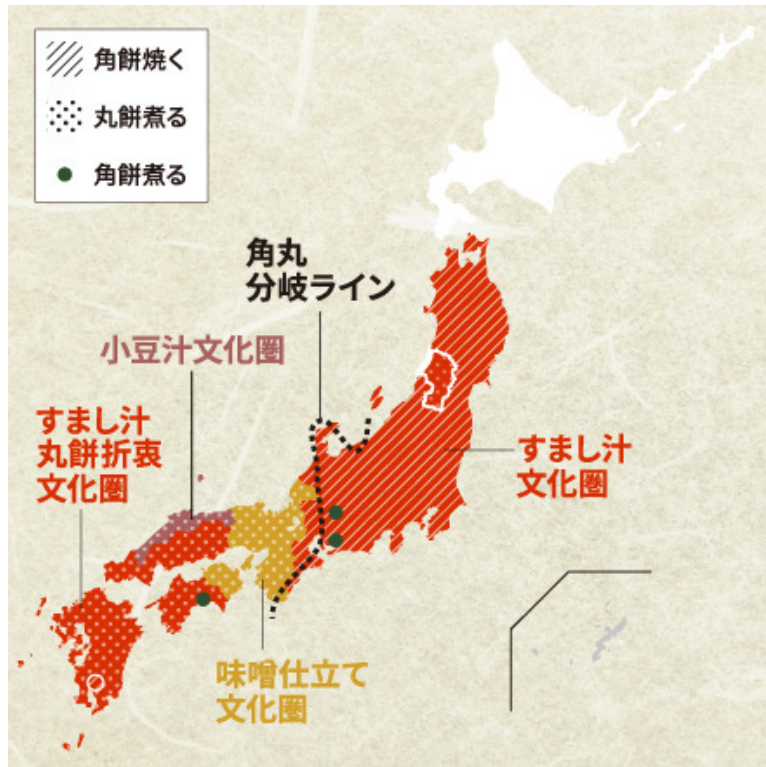 角餅焼く
丸餅煮る
角餅煮る
角丸
分岐ライン
小豆汁文化圏
すまし汁
丸餅折衷
文化圏
すまし汁
文化圏
味噌仕立て
文化圏